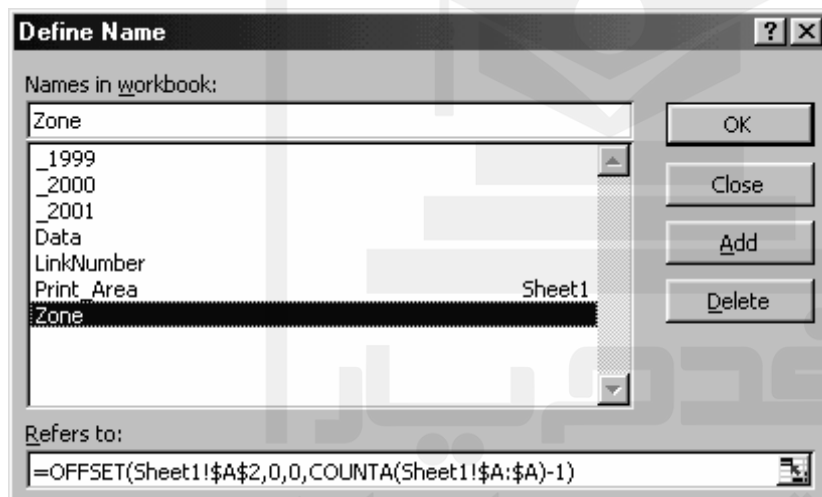 Define Name
Names in workbook:
Zone
OK
_1999
_2000
_2001
Data
LinkNumber
Print_Area Sheet1
Zone
Close
Add
Delete
Refers to:
=OFFSET(Sheet1!$A$2,0,0,COUNTA(Sheet1!$A:$A)-1)